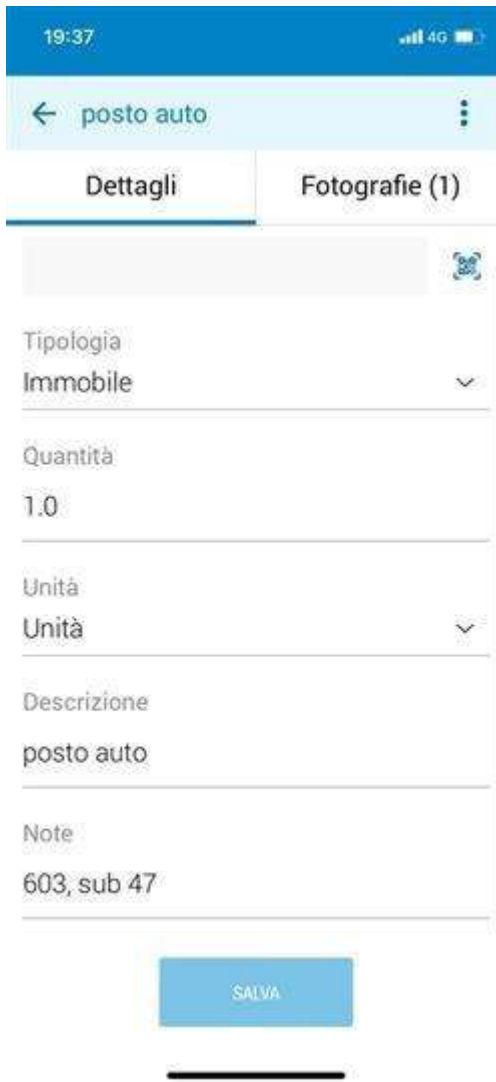 19:37 4G
posto auto
Dettagli Fotografie (1)
Tipologia
Immobile
Quantità
1.0
Unità
Unità
Descrizione
posto auto
Note
603, sub 47
SALVA